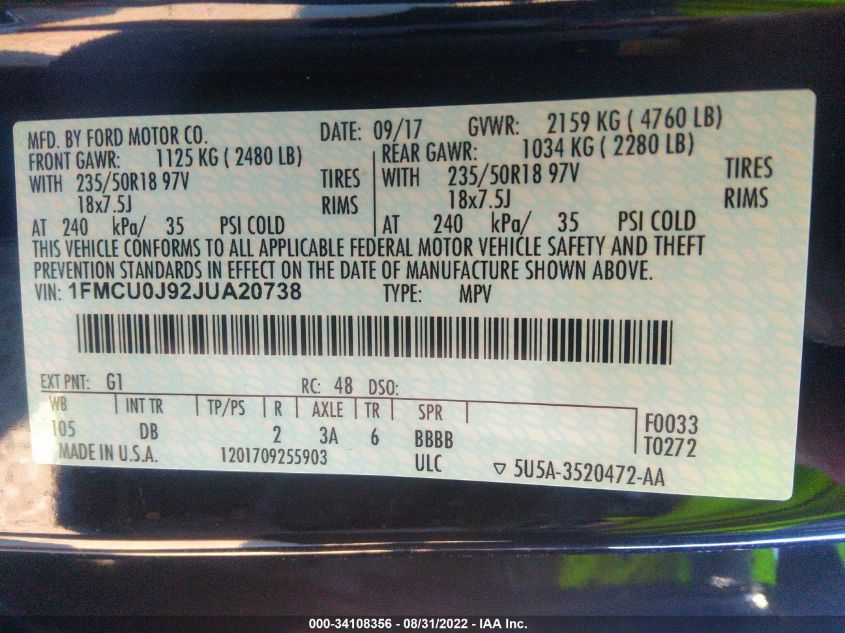 MFD. BY FORD MOTOR CO. DATE: 09/17 GVWR: 2159 KG ( 4760 LB)
FRONT GAWR: 1125 KG ( 2480 LB) REAR GAWR: 1034 KG ( 2280 LB)
WITH 235/50R18 97V TIRES WITH 235/50R18 97V TIRES
18x7.5J RIMS 18x7.5J RIMS
AT 240 kPa/ 35 PSI COLD AT 240 kPa/ 35 PSI COLD
THIS VEHICLE CONFORMS TO ALL APPLICABLE FEDERAL MOTOR VEHICLE SAFETY AND THEFT
PREVENTION STANDARDS IN EFFECT ON THE DATE OF MANUFACTURE SHOWN ABOVE.
VIN: 1FMCU0J92JUA20738 TYPE: MPV
EXT PNT: G1 RC: 48 DSO:
WB INT TR TP/PS R AXLE TR SPR F0033
105 DB 2 3A 6 BBBB T0272
MADE IN U.S.A. 1201709255903 ULC ▽ 5U5A-3520472-AA
000-34108356 - 08/31/2022 - IAA Inc.